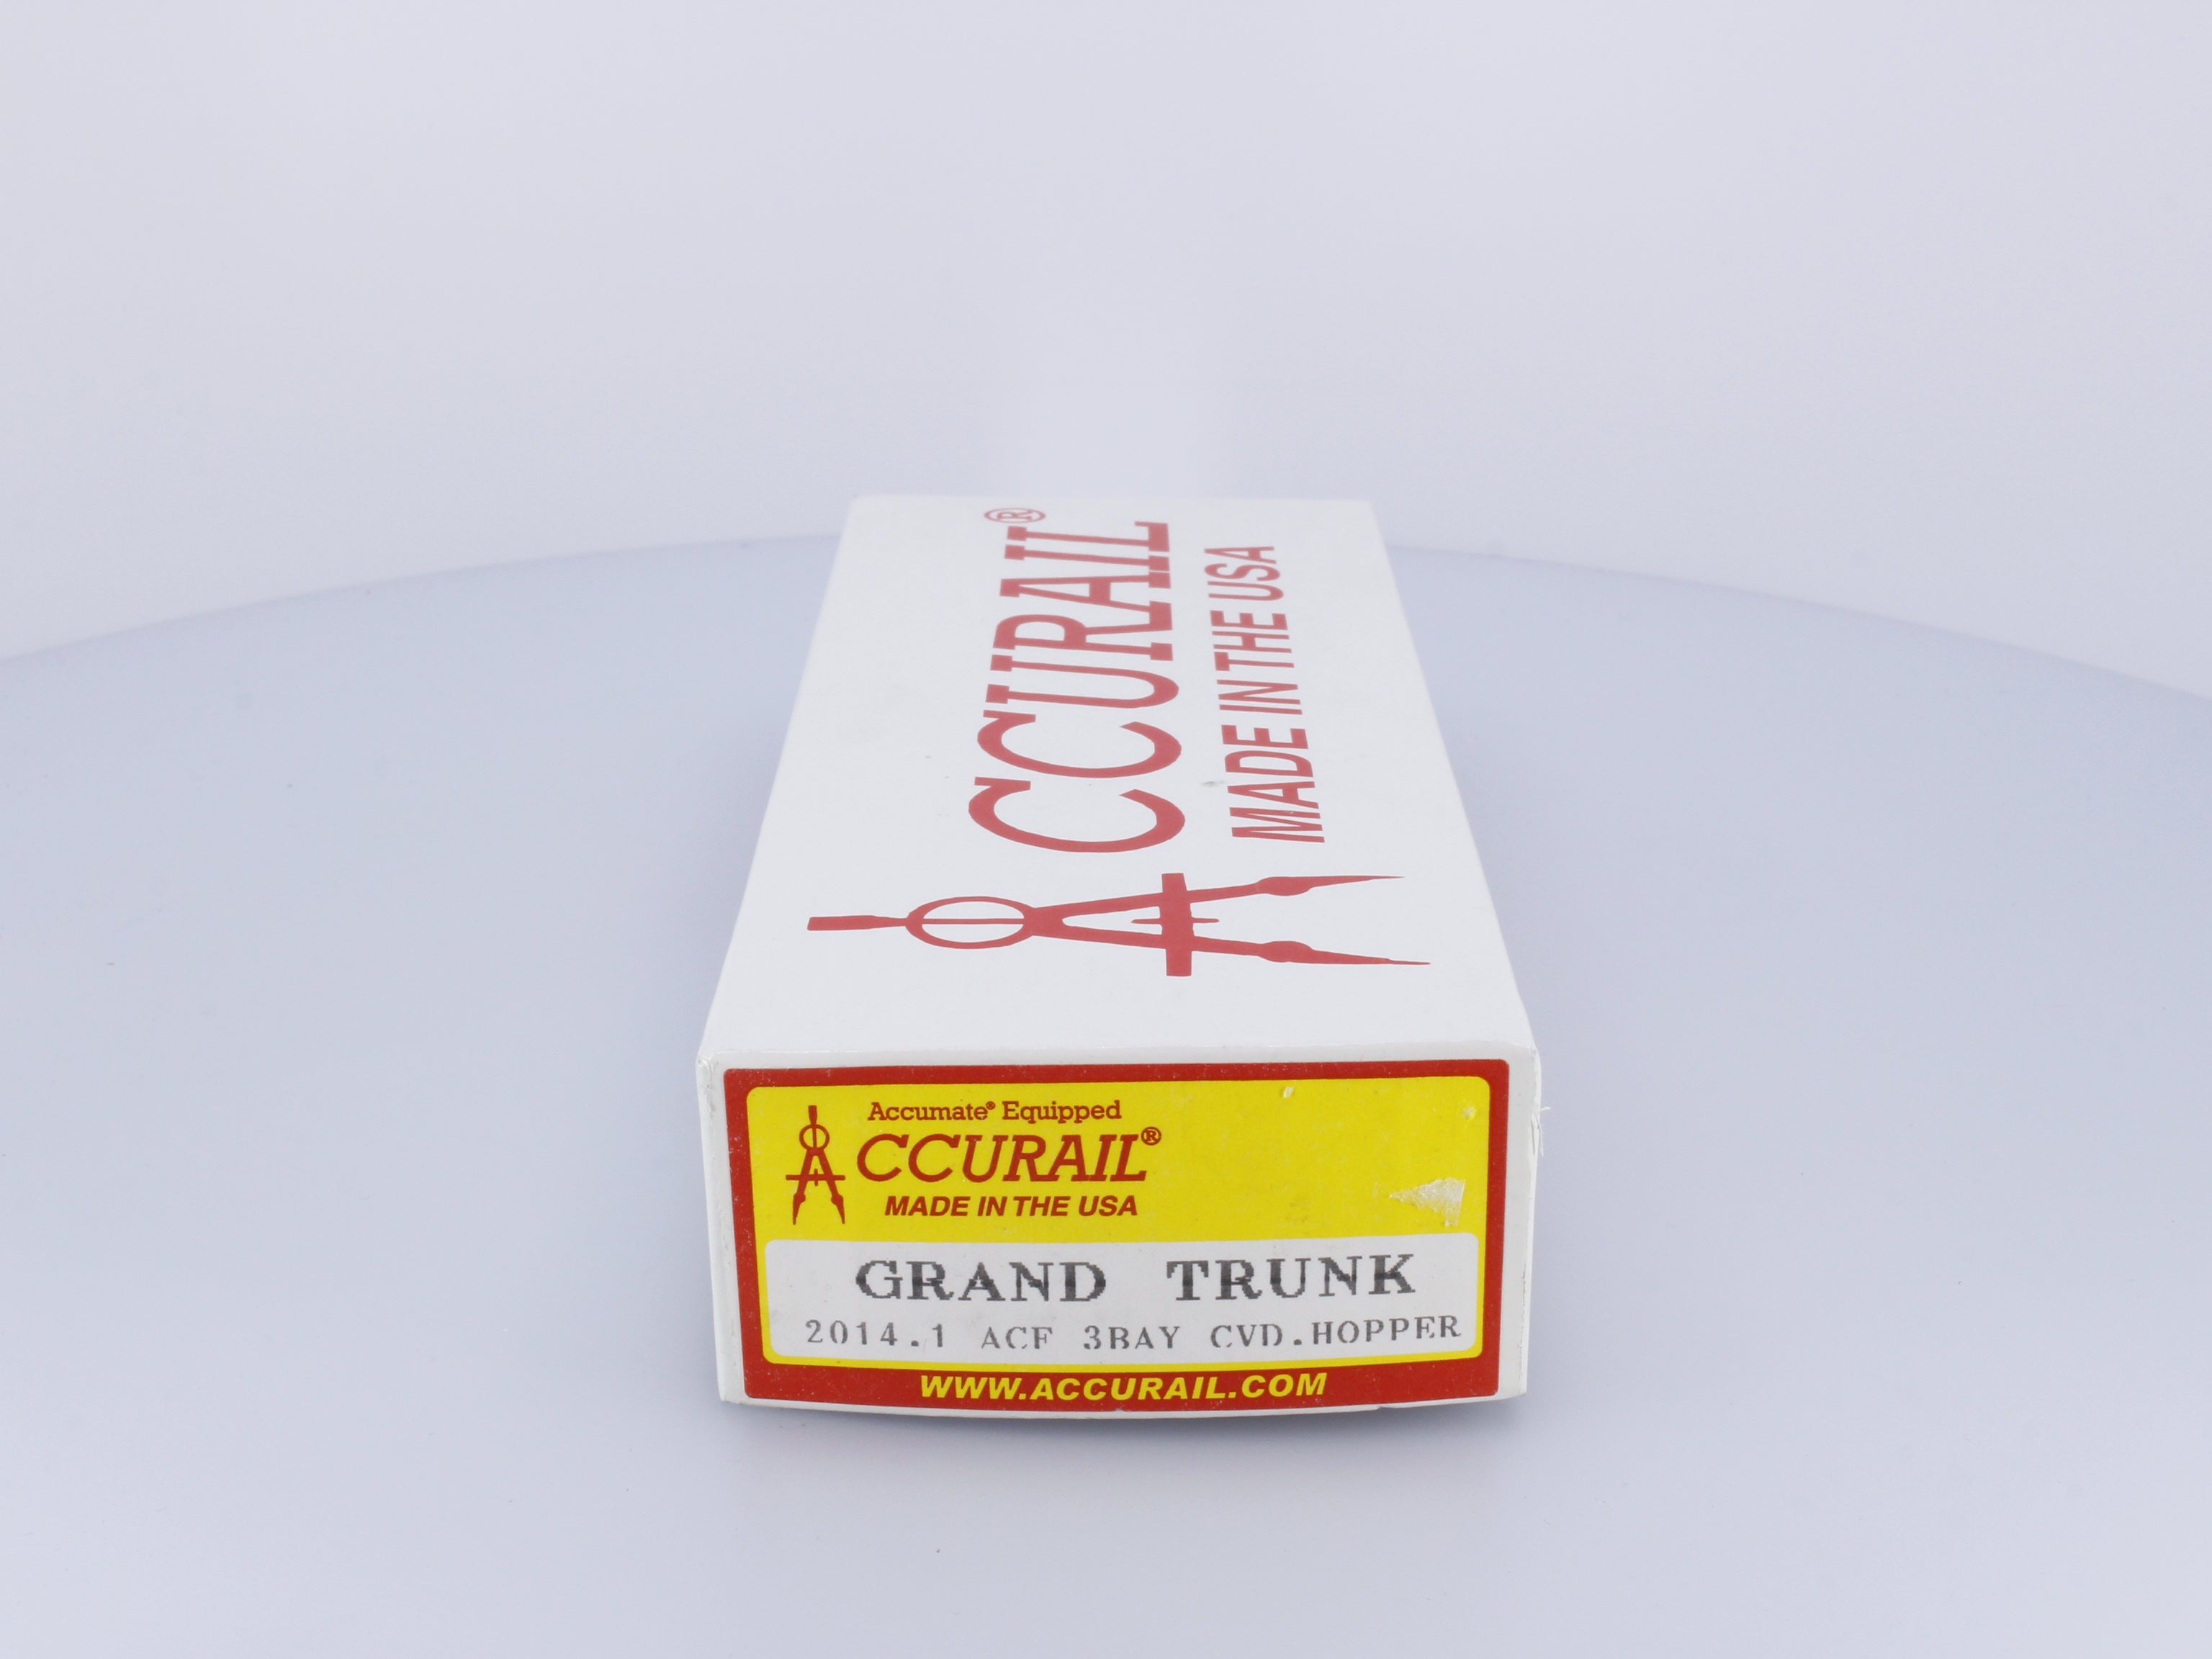 ACCURAIL®
MADE IN THE USA
Accumate® Equipped
ACCURAIL®
MADE IN THE USA
GRAND TRUNK
2014.1 ACF 3BAY CVD.HOPPER
WWW.ACCURAIL.COM